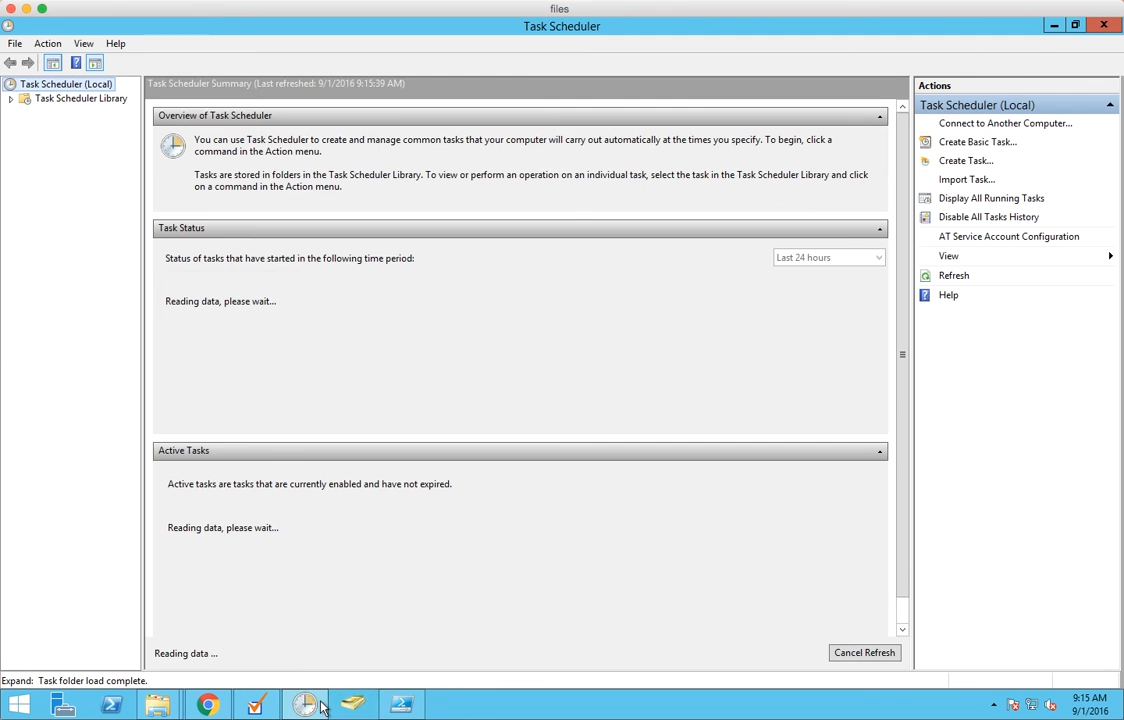 files
Task Scheduler
File Action View Help
Task Scheduler (Local)
Task Scheduler Library
Task Scheduler Summary (Last refreshed: 9/1/2016 9:15:39 AM)
Overview of Task Scheduler
You can use Task Scheduler to create and manage common tasks that your computer will carry out automatically at the times you specify. To begin, click a
command in the Action menu.
Tasks are stored in folders in the Task Scheduler Library. To view or perform an operation on an individual task, select the task in the Task Scheduler Library and click
on a command in the Action menu.
Task Status
Status of tasks that have started in the following time period:
Last 24 hours
Reading data, please wait...
Active Tasks
Active tasks are tasks that are currently enabled and have not expired.
Reading data, please wait...
Reading data ...
Cancel Refresh
Actions
Task Scheduler (Local)
Connect to Another Computer...
Create Basic Task...
Create Task...
Import Task...
Display All Running Tasks
Disable All Tasks History
AT Service Account Configuration
View
Refresh
Help
Expand: Task folder load complete.
9:15 AM
9/1/2016